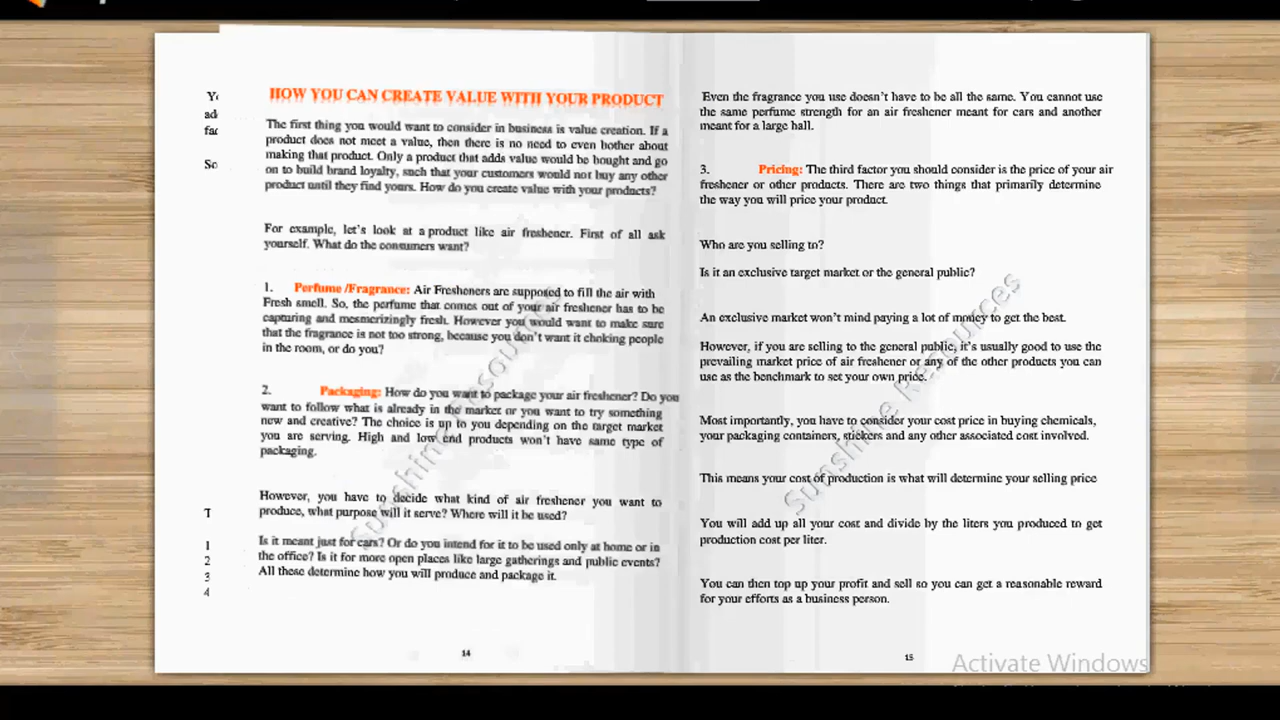 Yo
ad
fac
So
T
1
2
3
4
HOW YOU CAN CREATE VALUE WITH YOUR PRODUCT
The first thing you would want to consider in business is value creation. If a
product does not meet a value, then there is no need to even bother about
making that product. Only a product that adds value would be bought and go
on to build brand loyalty, such that your customers would not buy any other
product until they find yours. How do you create value with your products?
For example, let's look at a product like air freshener. First of all ask
yourself. What do the consumers want?
1. Perfume /Fragrance: Air Fresheners are supposed to fill the air with
Fresh smell. So, the perfume that comes out of your air freshener has to be
capturing and mesmerizingly fresh. However you would want to make sure
that the fragrance is not too strong, because you don't want it choking people
in the room, or do you?
2. Packaging: How do you want to package your air freshener? Do you
want to follow what is already in the market or you want to try something
new and creative? The choice is up to you depending on the target market
you are serving. High and low end products won't have same type of
packaging.
However, you have to decide what kind of air freshener you want to
produce, what purpose will it serve? Where will it be used?
Is it meant just for cars? Or do you intend for it to be used only at home or in
the office? Is it for more open places like large gatherings and public events?
All these determine how you will produce and package it.
14
Sunshine Resources
Even the fragrance you use doesn't have to be all the same. You cannot use
the same perfume strength for an air freshener meant for cars and another
meant for a large hall.
3. Pricing: The third factor you should consider is the price of your air
freshener or other products. There are two things that primarily determine
the way you will price your product.
Who are you selling to?
Is it an exclusive target market or the general public?
An exclusive market won't mind paying a lot of money to get the best.
However, if you are selling to the general public, it's usually good to use the
prevailing market price of air freshener or any of the other products you can
use as the benchmark to set your own price.
Most importantly, you have to consider your cost price in buying chemicals,
your packaging containers, stickers and any other associated cost involved.
This means your cost of production is what will determine your selling price
You will add up all your cost and divide by the liters you produced to get
production cost per liter.
You can then top up your profit and sell so you can get a reasonable reward
for your efforts as a business person.
15
Sunshine Resources
Activate Windows